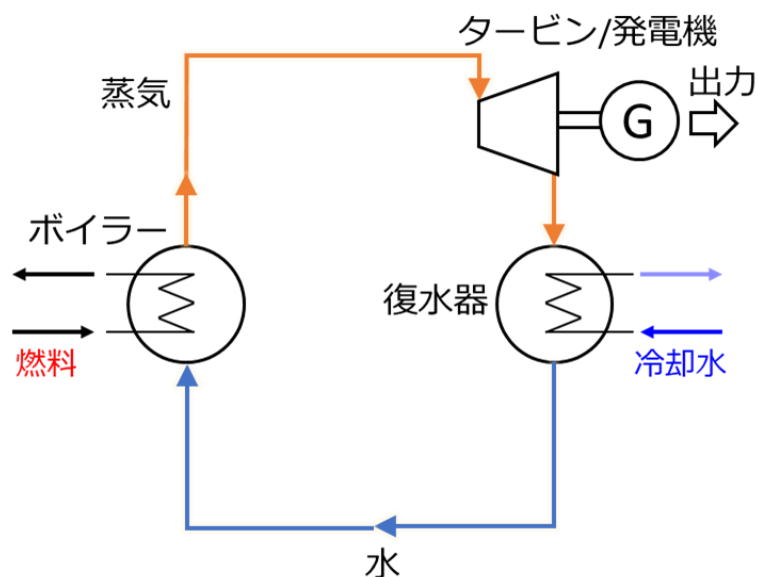 タービン/発電機
蒸気
出力
G
ボイラー
復水器
燃料
冷却水
水